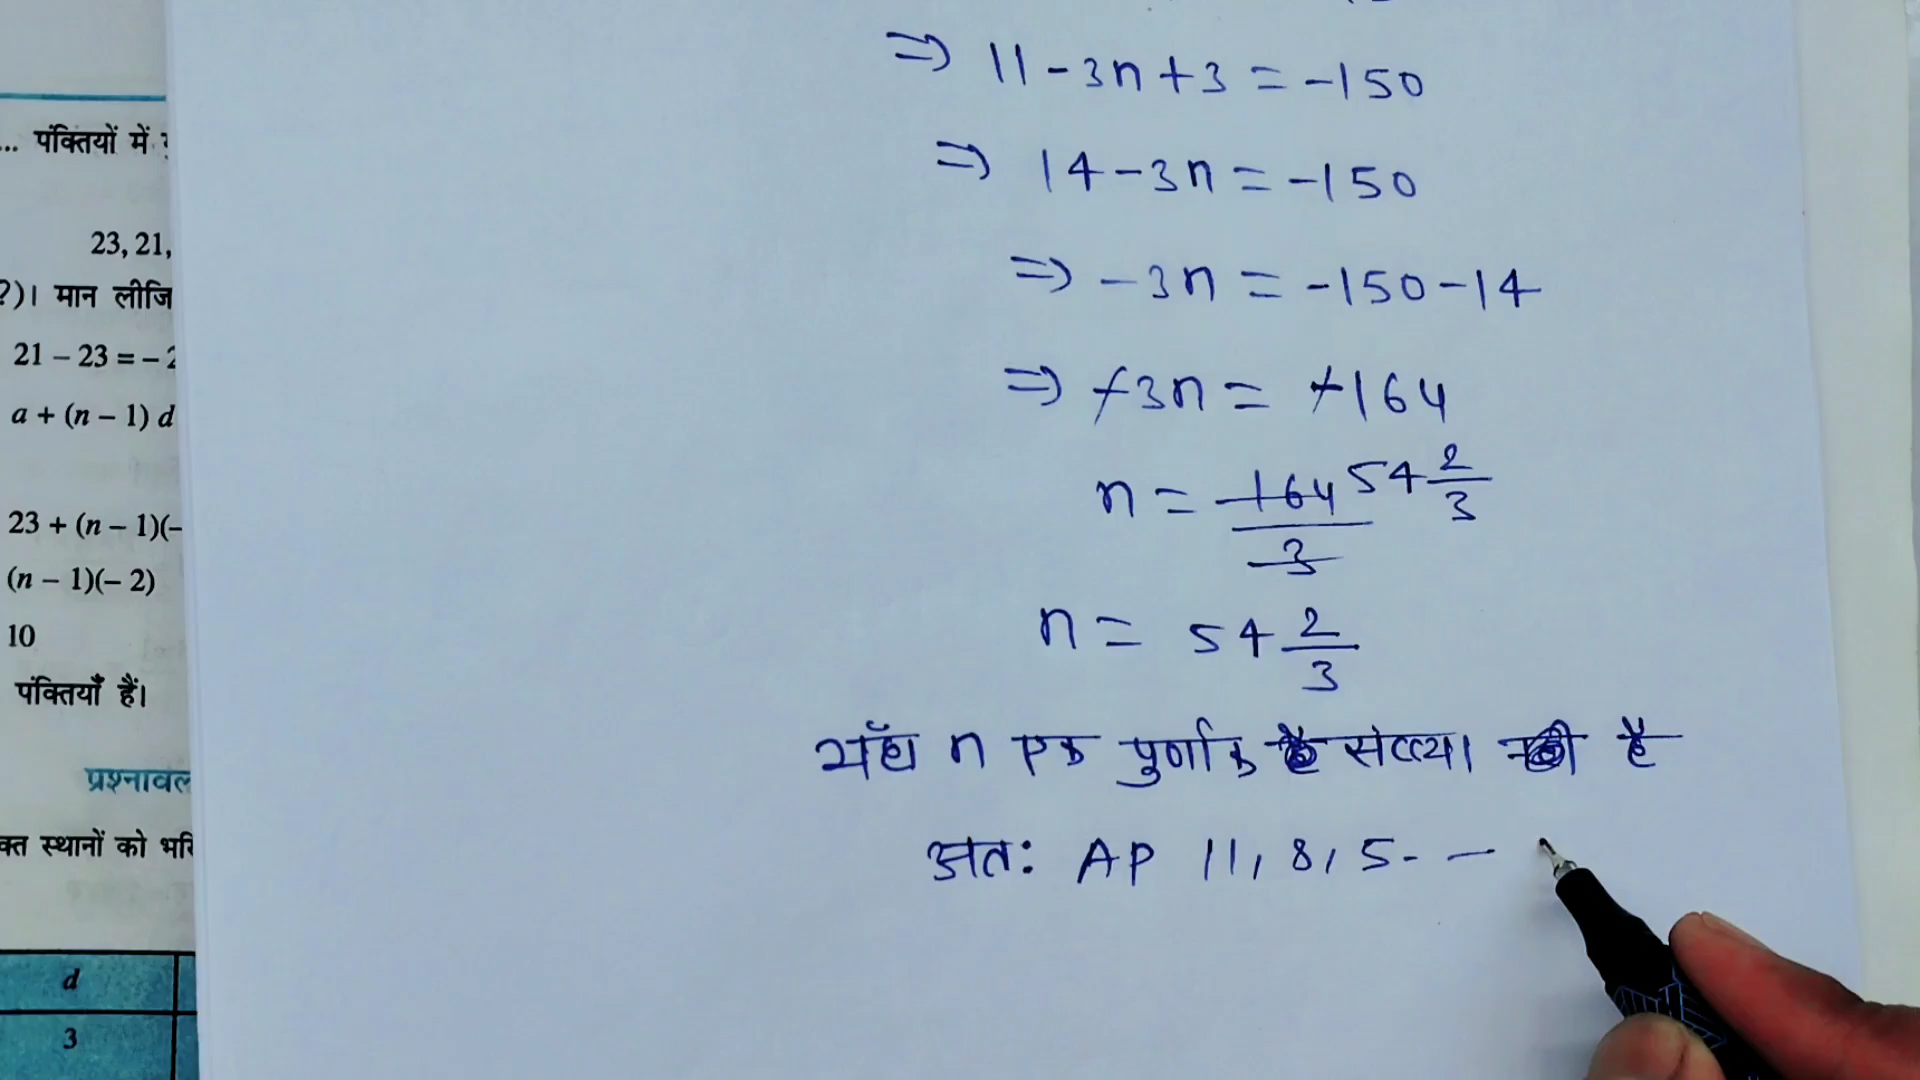 ... पंक्तियों में
23, 21,
?)। मान लीजि
21 – 23 = –
a + (n – 1) d
23 + (n – 1)(–
(n – 1)(– 2)
10
पंक्तियाँ हैं।
प्रश्नावल
क्त स्थानों को भरि
d
3
⇒ 11 - 3n + 3 = -150
⇒ 14 - 3n = -150
⇒ -3n = -150 - 14
⇒ -3n = -164
n = 164/3 54 2/3
n = 54 2/3
यहाँ n एक पुर्णाक संख्या नही है
अतः AP 11, 8, 5 - —